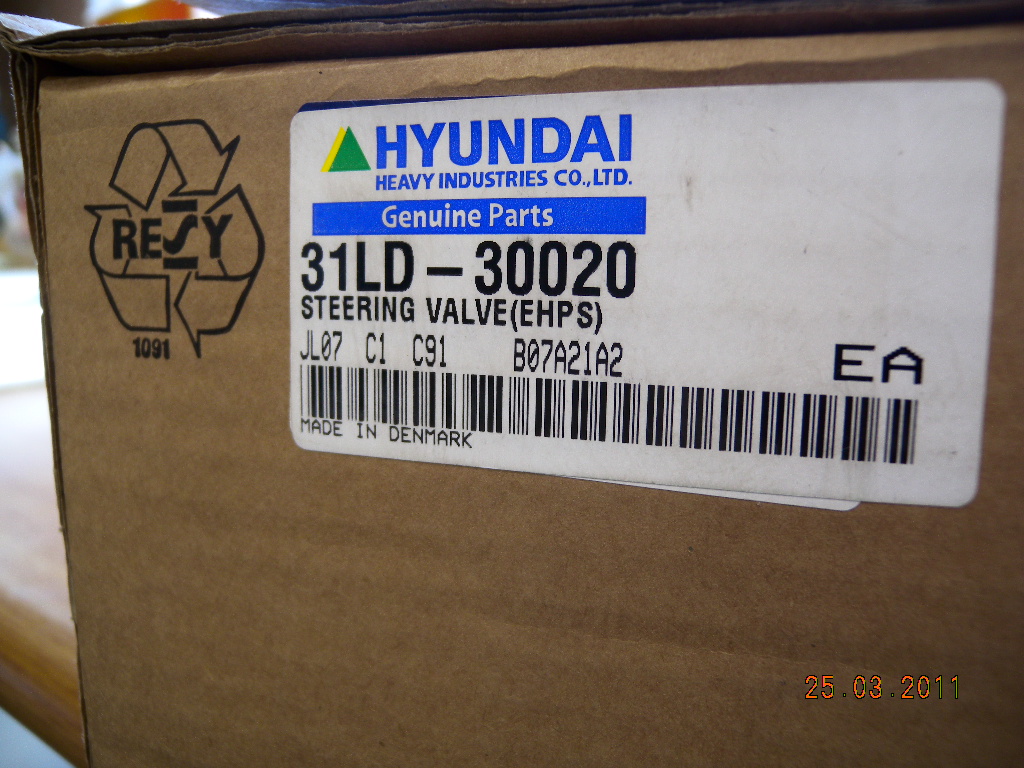 HYUNDAI
HEAVY INDUSTRIES CO.,LTD.
Genuine Parts
31LD-30020
STEERING VALVE(EHPS)
JL07 C1 C91 B07A21A2 EA
MADE IN DENMARK
RESY
1091
25.03.2011